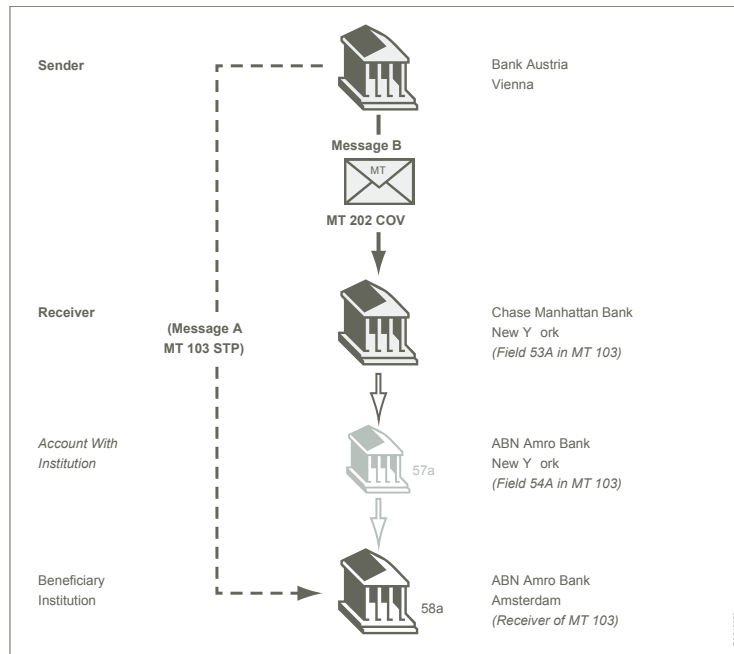 Sender
Bank Austria
Vienna
Message B
MT
MT 202 COV
Receiver
(Message A
MT 103 STP)
Chase Manhattan Bank
New Y ork
(Field 53A in MT 103)
Account With
Institution
57a
ABN Amro Bank
New Y ork
(Field 54A in MT 103)
Beneficiary
Institution
58a
ABN Amro Bank
Amsterdam
(Receiver of MT 103)